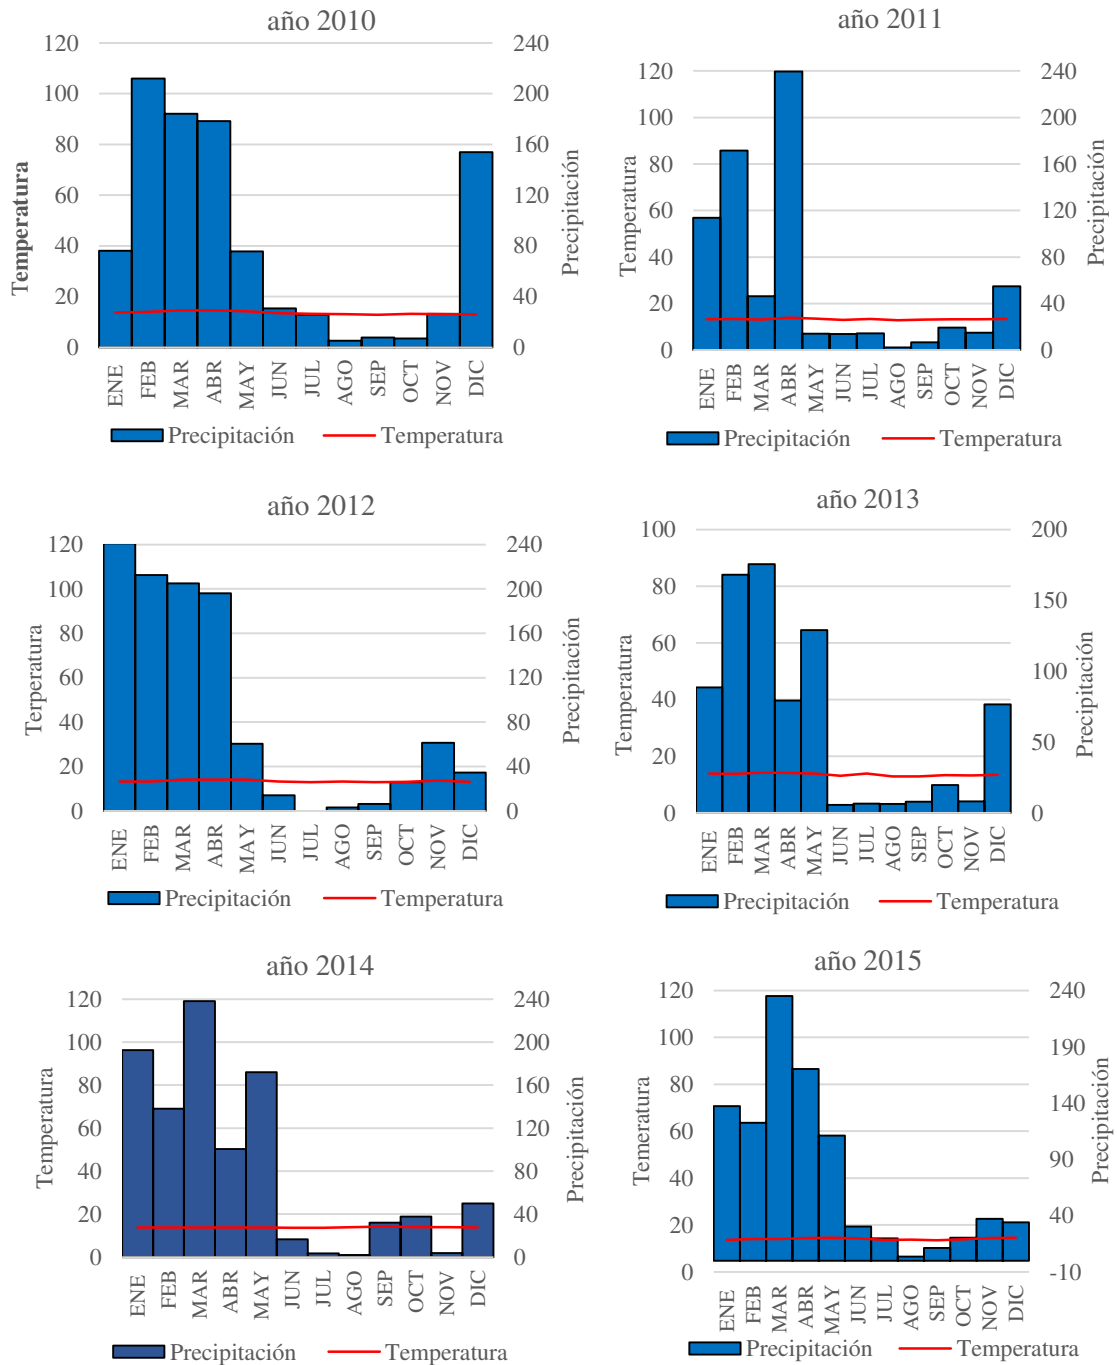 año 2010
120
100
80
60
40
20
0
240
200
160
120
80
40
0
Temperatura
Precipitación
ENE FEB MAR ABR MAY JUN JUL AGO SEP OCT NOV DIC
Precipitación Temperatura
año 2011
120
100
80
60
40
20
0
240
200
160
120
80
40
0
Temperatura
Precipitación
ENE FEB MAR ABR MAY JUN JUL AGO SEP OCT NOV DIC
Precipitación Temperatura
año 2012
120
100
80
60
40
20
0
240
200
160
120
80
40
0
Terperatura
Precipitación
ENE FEB MAR ABR MAY JUN JUL AGO SEP OCT NOV DIC
Precipitación Temperatura
año 2013
100
80
60
40
20
0
200
150
100
50
0
Temperatura
Precipitación
ENE FEB MAR ABR MAY JUN JUL AGO SEP OCT NOV DIC
Precipitación Temperatura
año 2014
120
100
80
60
40
20
0
240
200
160
120
80
40
0
Temperatura
Precipitación
ENE FEB MAR ABR MAY JUN JUL AGO SEP OCT NOV DIC
Precipitación Temperatura
año 2015
120
100
80
60
40
20
0
240
190
140
90
40
-10
Temeratura
Precipitación
ENE FEB MAR ABR MAY JUN JUL AGO SEP OCT NOV DIC
Precipitación Temperatura